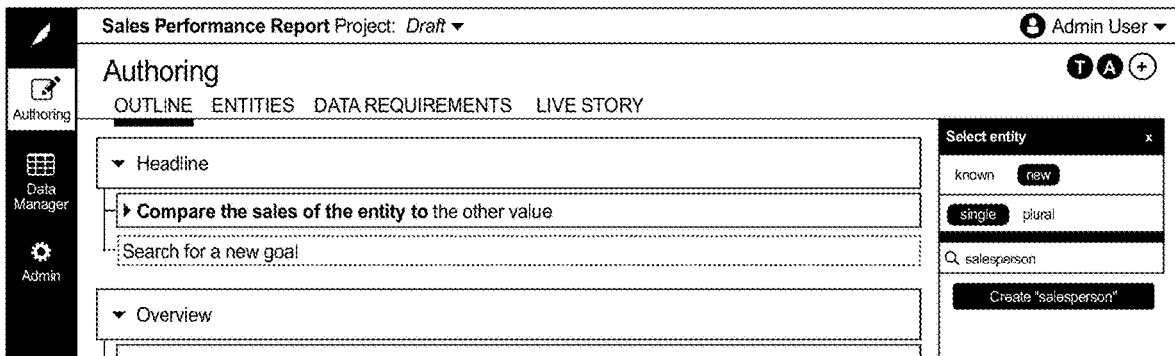 Sales Performance Report Project: Draft
Admin User
Authoring
T A +
OUTLINE ENTITIES DATA REQUIREMENTS LIVE STORY
Authoring
Data
Manager
Admin
Headline
Compare the sales of the entity to the other value
Search for a new goal
Overview
Select entity x
known new
single plural
salesperson
Create "salesperson"